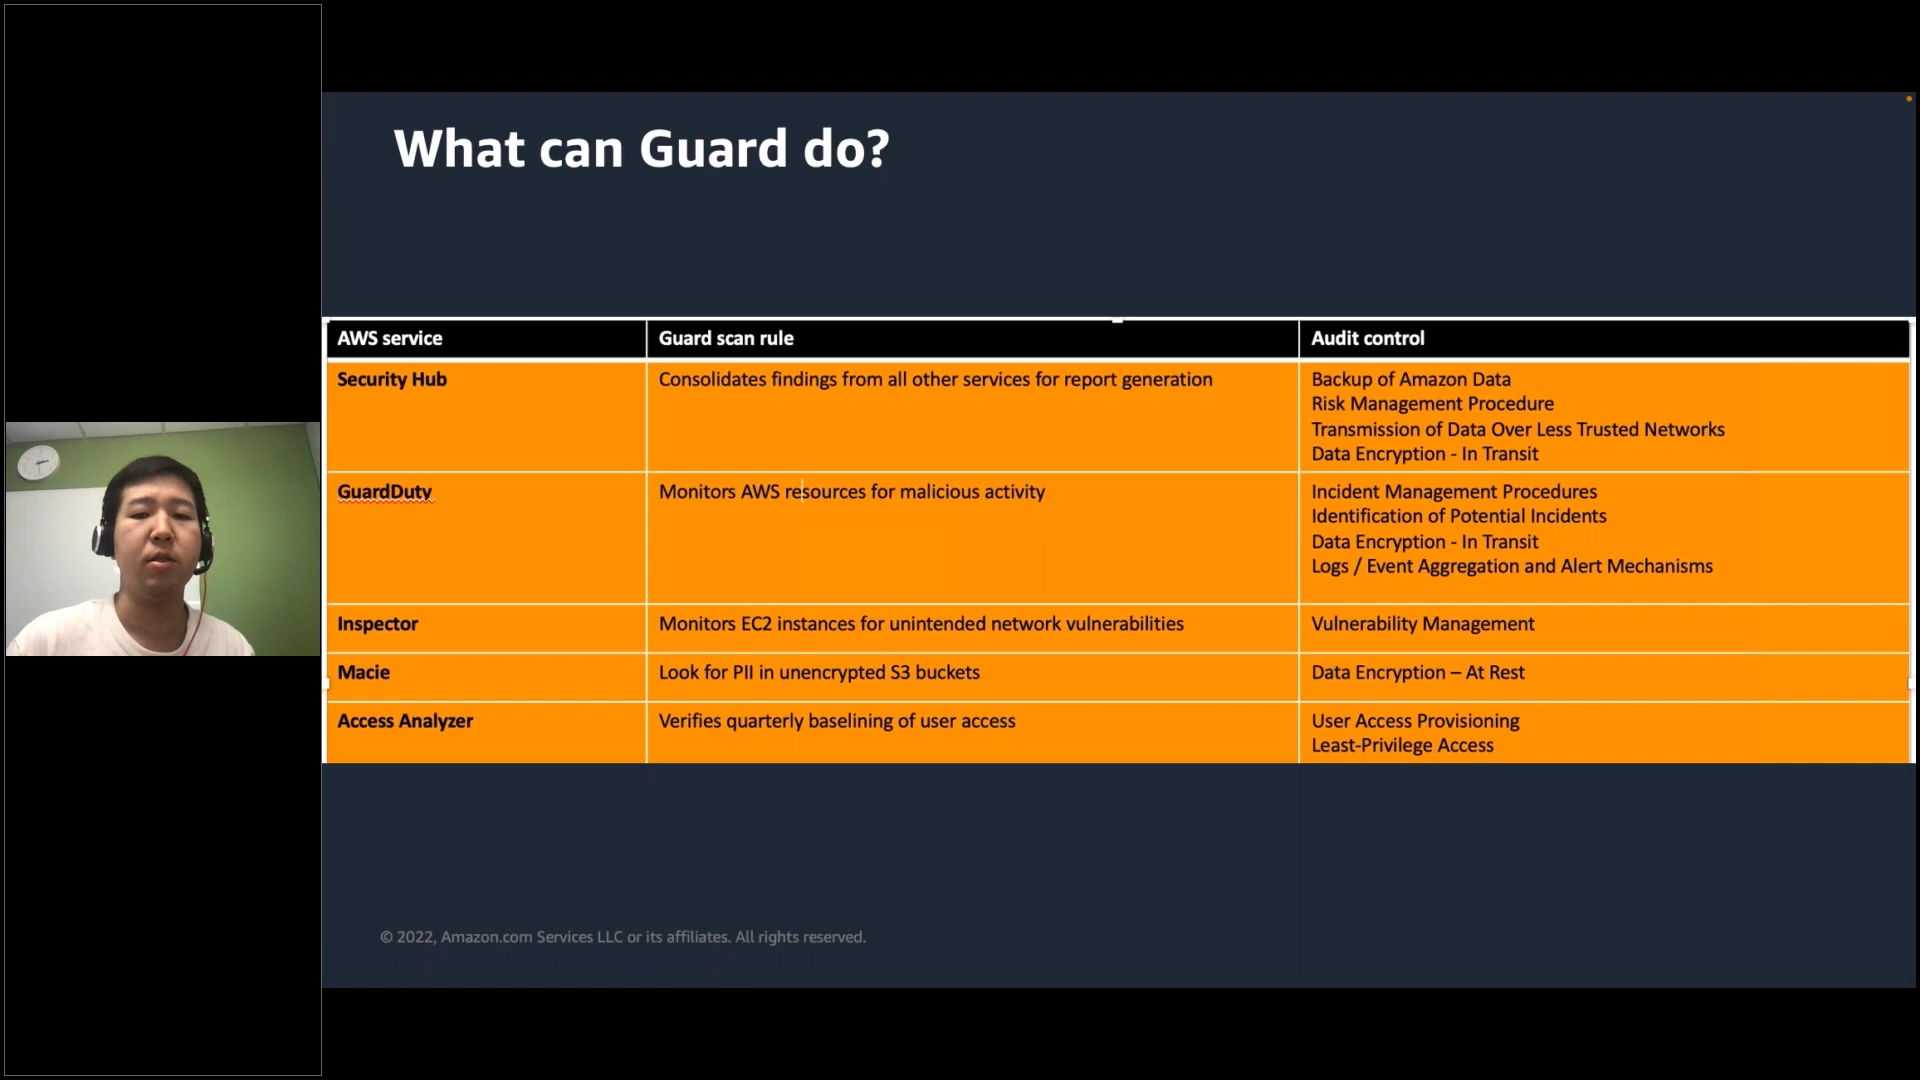 What can Guard do?
AWS service
Guard scan rule
Audit control
Security Hub
Consolidates findings from all other services for report generation
Backup of Amazon Data
Risk Management Procedure
Transmission of Data Over Less Trusted Networks
Data Encryption - In Transit
GuardDuty
Monitors AWS resources for malicious activity
Incident Management Procedures
Identification of Potential Incidents
Data Encryption - In Transit
Logs / Event Aggregation and Alert Mechanisms
Inspector
Monitors EC2 instances for unintended network vulnerabilities
Vulnerability Management
Macie
Look for PII in unencrypted S3 buckets
Data Encryption – At Rest
Access Analyzer
Verifies quarterly baselining of user access
User Access Provisioning
Least-Privilege Access
© 2022, Amazon.com Services LLC or its affiliates. All rights reserved.